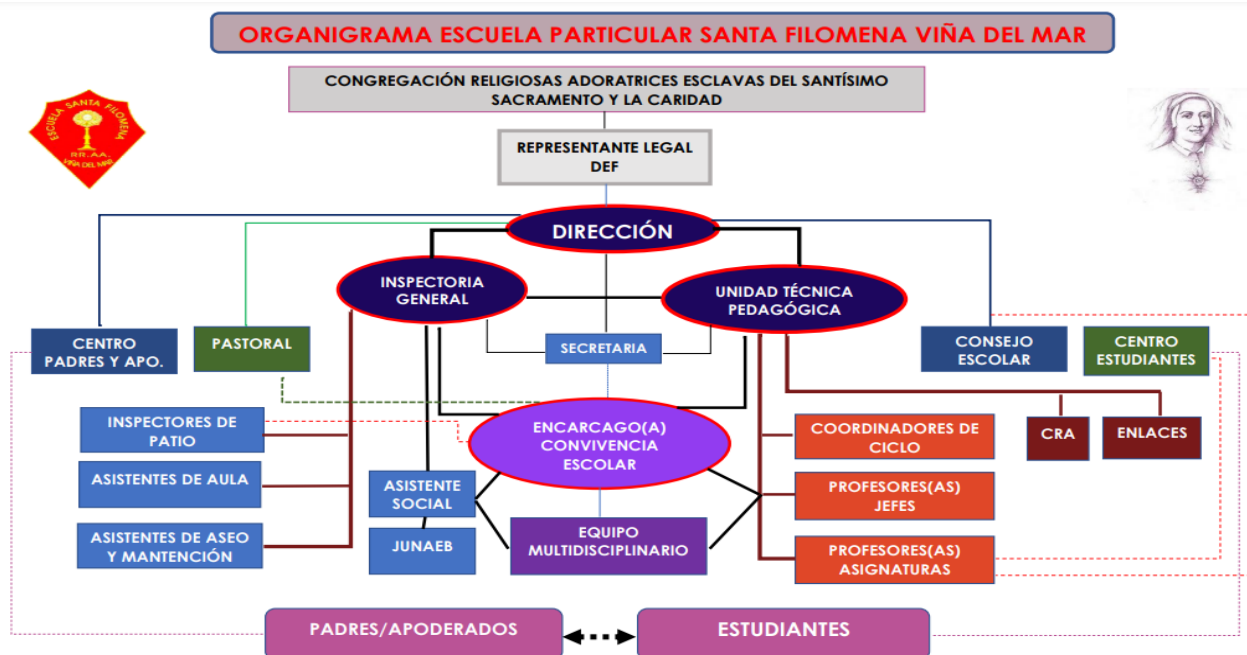 ORGANIGRAMA ESCUELA PARTICULAR SANTA FILOMENA VIÑA DEL MAR
CONGREGACIÓN RELIGIOSAS ADORATRICES ESCLAVAS DEL SANTÍSIMO
SACRAMENTO Y LA CARIDAD
ESCUELA SANTA FILOMENA
RR.AA.
VIÑA DEL MAR
REPRESENTANTE LEGAL
DEF
DIRECCIÓN
INSPECTORIA
GENERAL
UNIDAD TÉCNICA
PEDAGÓGICA
CENTRO
PADRES Y APO.
PASTORAL
SECRETARIA
CONSEJO
ESCOLAR
CENTRO
ESTUDIANTES
INSPECTORES DE
PATIO
ENCARCAGO(A)
CONVIVENCIA
ESCOLAR
COORDINADORES DE
CICLO
CRA
ENLACES
ASISTENTES DE AULA
ASISTENTE
SOCIAL
PROFESORES(AS)
JEFES
ASISTENTES DE ASEO
Y MANTENCIÓN
JUNAEB
EQUIPO
MULTIDISCIPLINARIO
PROFESORES(AS)
ASIGNATURAS
PADRES/APODERADOS
ESTUDIANTES